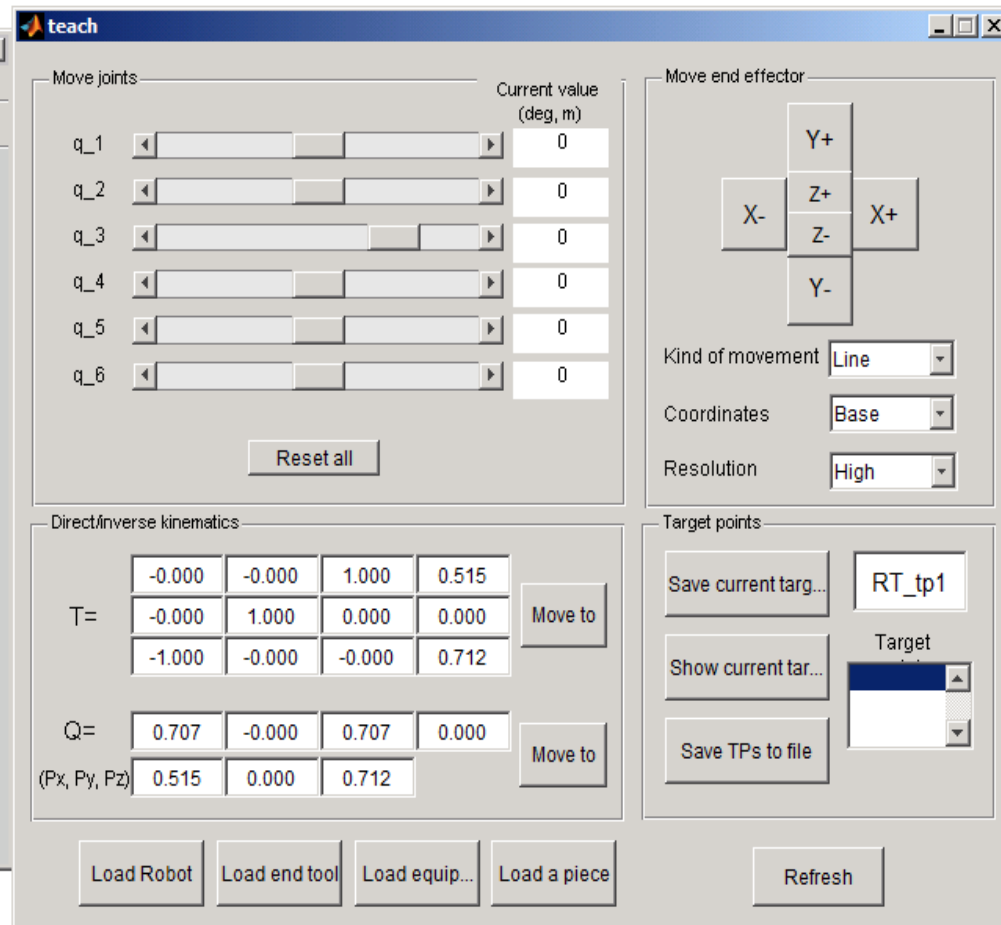 teach
Move joints
Current value
(deg, m)
q_1 0
q_2 0
q_3 0
q_4 0
q_5 0
q_6 0
Reset all
Move end effector
Y+
X- Z+ X+
Z-
Y-
Kind of movement Line
Coordinates Base
Resolution High
Direct/inverse kinematics
T=
-0.000 -0.000 1.000 0.515
-0.000 1.000 0.000 0.000
-1.000 -0.000 -0.000 0.712
Move to
Q= 0.707 -0.000 0.707 0.000
(Px, Py, Pz) 0.515 0.000 0.712
Move to
Target points
Save current targ... RT_tp1
Show current tar... Target
Save TPs to file
Load Robot Load end tool Load equip... Load a piece Refresh